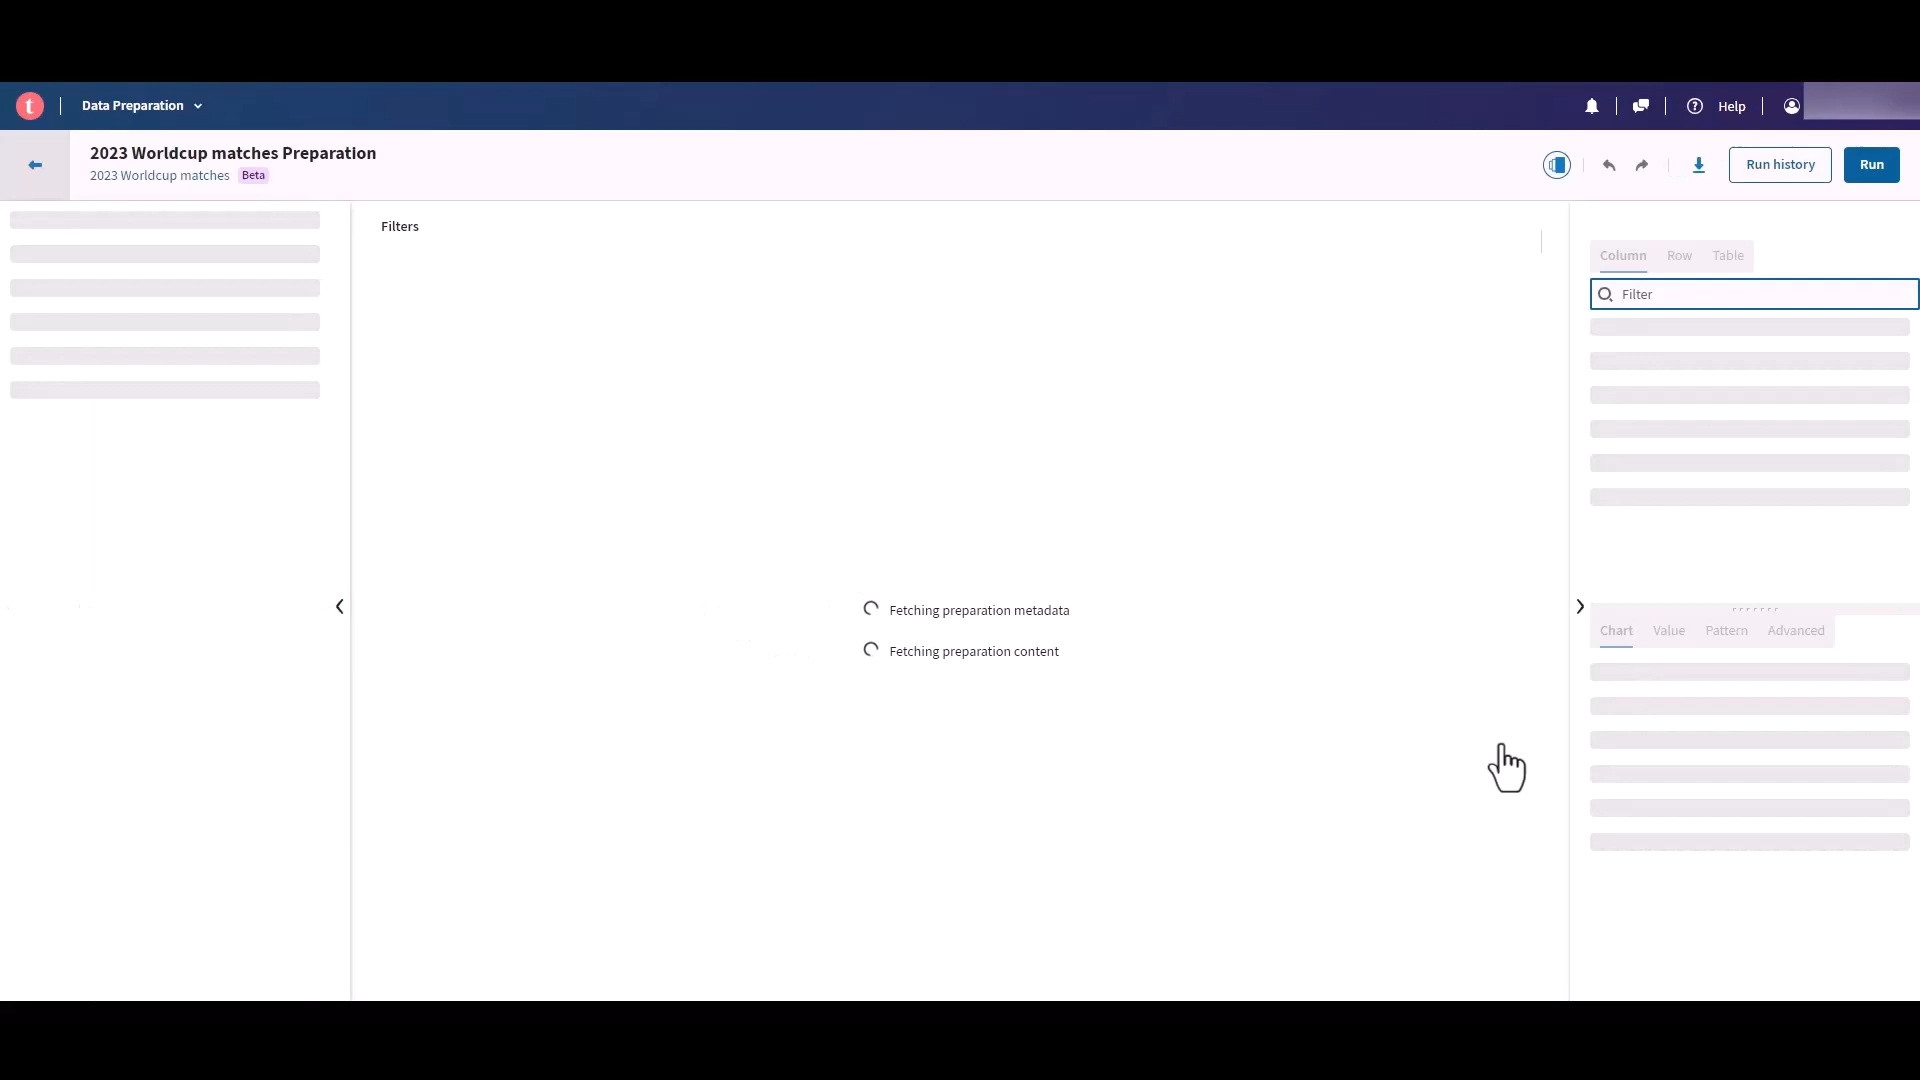 t
Data Preparation
Help
2023 Worldcup matches Preparation
2023 Worldcup matches Beta
Run history
Run
Filters
Column Row Table
Filter
Fetching preparation metadata
Fetching preparation content
Chart Value Pattern Advanced